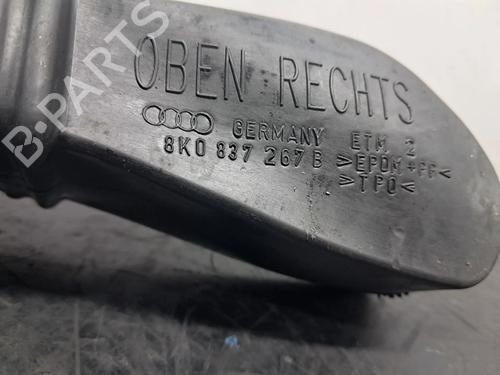 B-PARTS
OBEN RECHTS
GERMANY ETM 2
8K0 837 267 B >EPDM+PP<
>TPO<